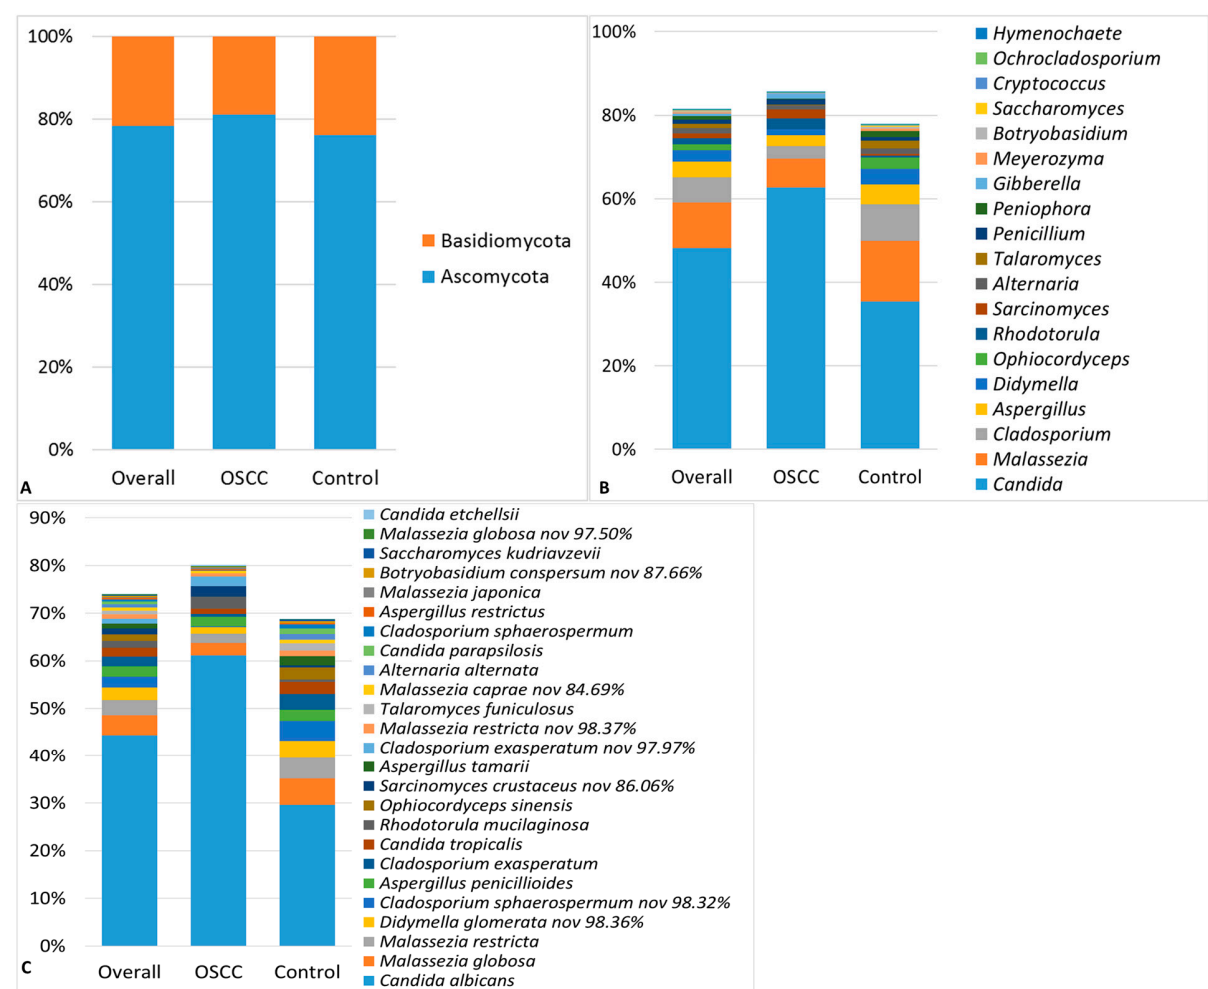 100%
80%
60%
40%
20%
0%
Overall
OSCC
Control
Basidiomycota
Ascomycota
A
100%
80%
60%
40%
20%
0%
Overall
OSCC
Control
Hymenochaete
Ochrocladosporium
Cryptococcus
Saccharomyces
Botryobasidium
Meyerozyma
Gibberella
Peniophora
Penicillium
Talaromyces
Alternaria
Sarcinomyces
Rhodotorula
Ophiocordyceps
Didymella
Aspergillus
Cladosporium
Malassezia
Candida
B
90%
80%
70%
60%
50%
40%
30%
20%
10%
0%
Overall
OSCC
Control
Candida etchellsii
Malassezia globosa nov 97.50%
Saccharomyces kudriavzevii
Botryobasidium conspersum nov 87.66%
Malassezia japonica
Aspergillus restrictus
Cladosporium sphaerospermum
Candida parapsilosis
Alternaria alternata
Malassezia caprae nov 84.69%
Talaromyces funiculosus
Malassezia restricta nov 98.37%
Cladosporium exasperatum nov 97.97%
Aspergillus tamarii
Sarcinomyces crustaceus nov 86.06%
Ophiocordyceps sinensis
Rhodotorula mucilaginosa
Candida tropicalis
Cladosporium exasperatum
Aspergillus penicillioides
Cladosporium sphaerospermum nov 98.32%
Didymella glomerata nov 98.36%
Malassezia restricta
Malassezia globosa
Candida albicans
C